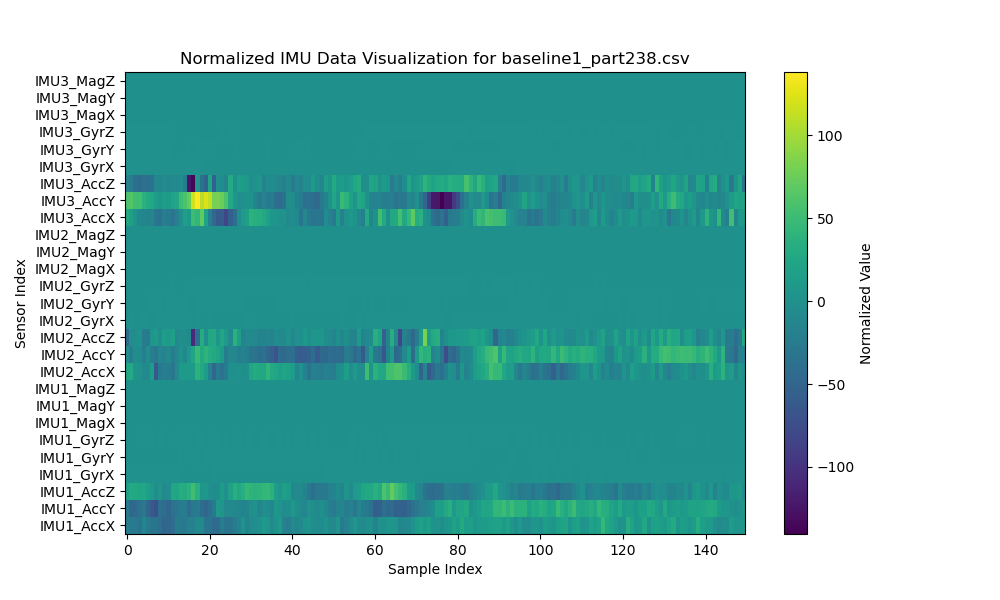 Normalized IMU Data Visualization for baseline1_part238.csv
IMU3_MagZ
IMU3_MagY
IMU3_MagX
IMU3_GyrZ
IMU3_GyrY
IMU3_GyrX
IMU3_AccZ
IMU3_AccY
IMU3_AccX
IMU2_MagZ
IMU2_MagY
IMU2_MagX
IMU2_GyrZ
IMU2_GyrY
IMU2_GyrX
IMU2_AccZ
IMU2_AccY
IMU2_AccX
IMU1_MagZ
IMU1_MagY
IMU1_MagX
IMU1_GyrZ
IMU1_GyrY
IMU1_GyrX
IMU1_AccZ
IMU1_AccY
IMU1_AccX
Sensor Index
0 20 40 60 80 100 120 140
Sample Index
100
50
0
−50
−100
Normalized Value